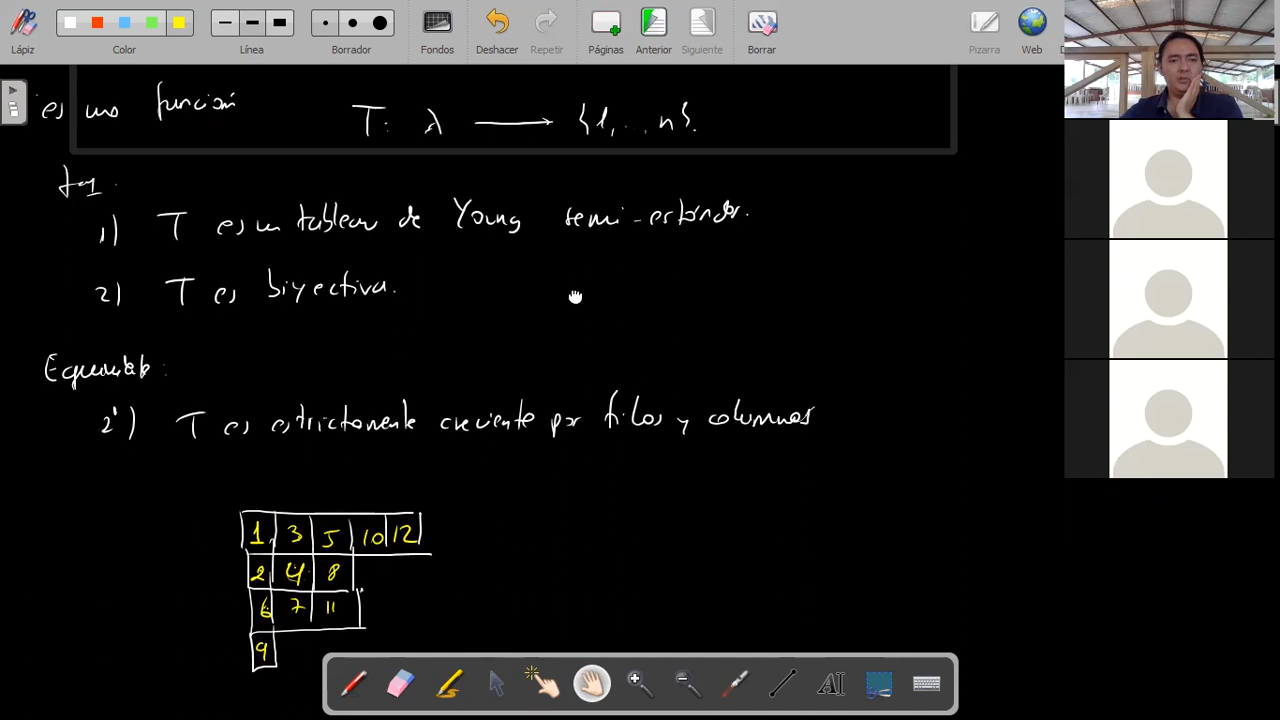 Lápiz Color Línea Borrador Fondos Deshacer Repetir Páginas Anterior Siguiente Borrar Pizarra Web
es una función T: λ → {1,...,n}.
1) T es un tableau de Young semi-estándar.
2) T es biyectiva.
2') T es estrictamente creciente por filas y columnas
1 3 5 10 12
2 4 8
6 7 11
9
AI